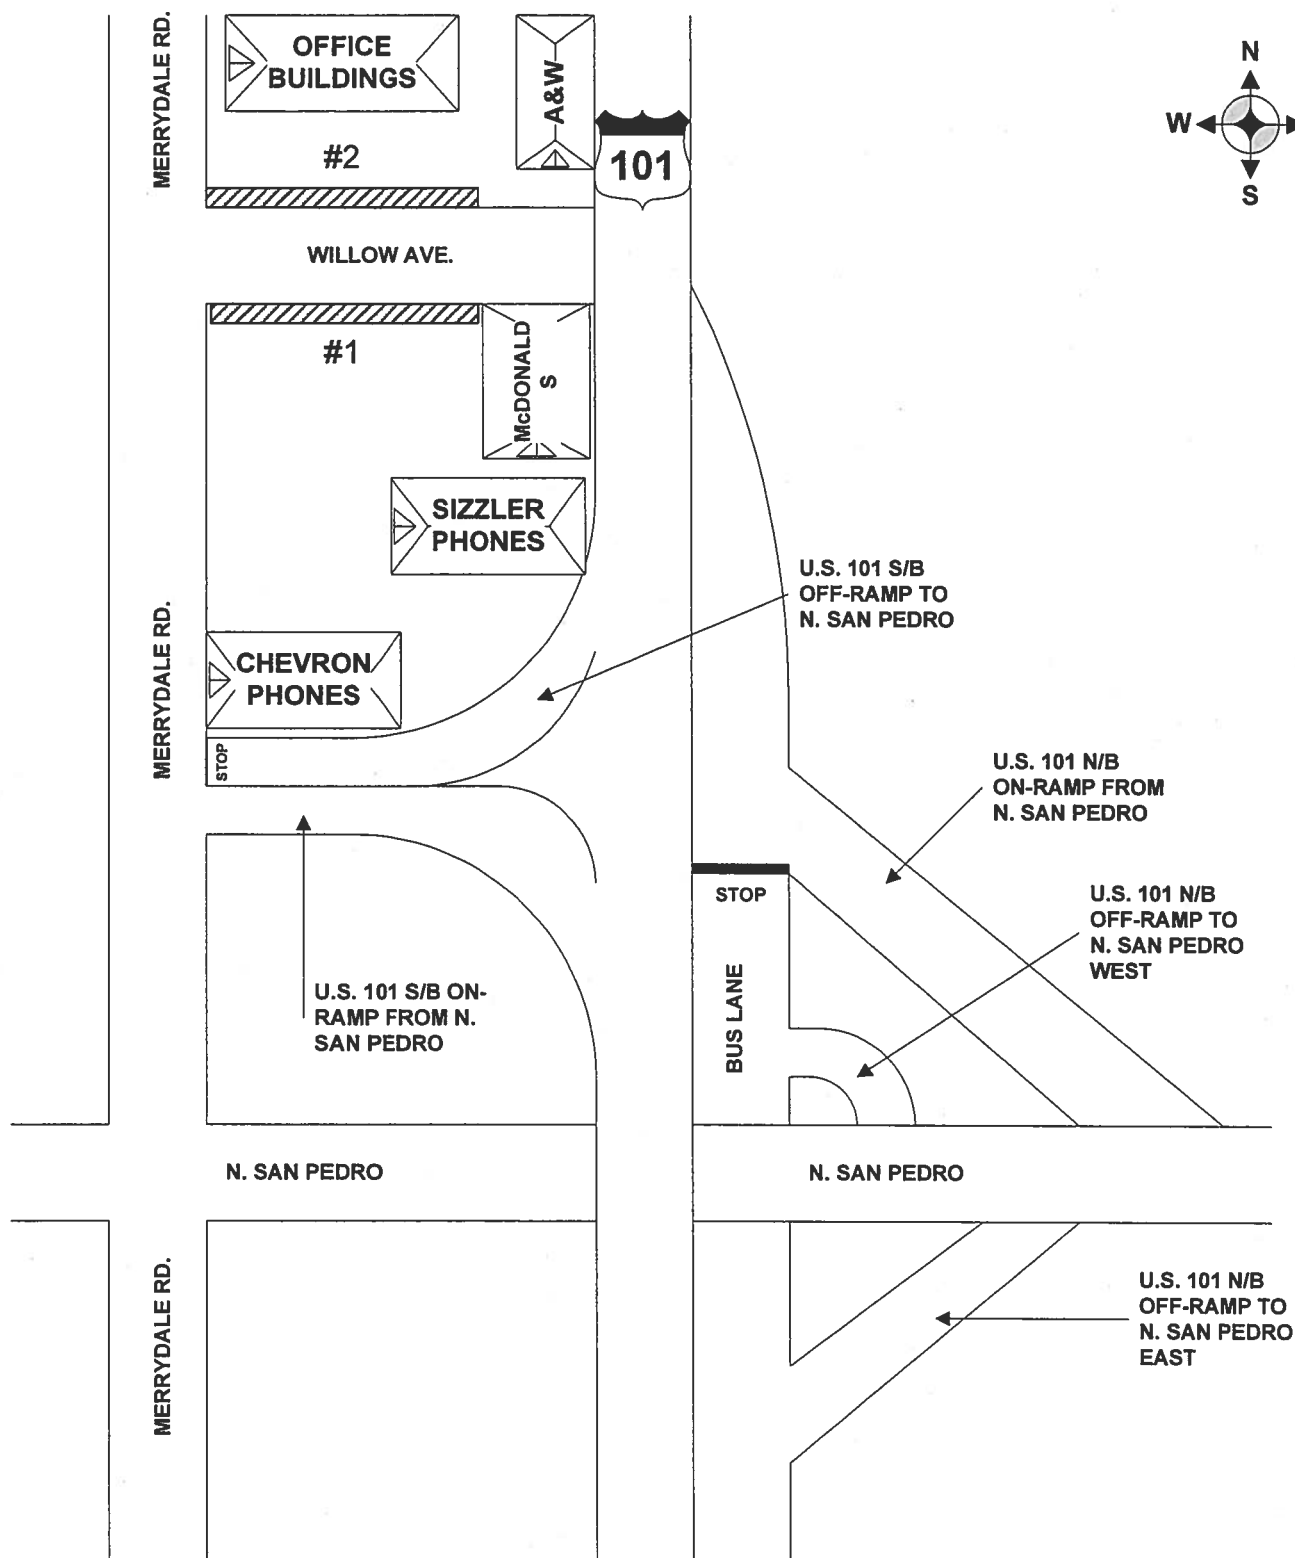 MERRYDALE RD.
OFFICE
BUILDINGS
A&W
101
N
W
S
#2
WILLOW AVE.
#1
McDONALD
S
SIZZLER
PHONES
U.S. 101 S/B
OFF-RAMP TO
N. SAN PEDRO
MERRYDALE RD.
CHEVRON
PHONES
STOP
U.S. 101 N/B
ON-RAMP FROM
N. SAN PEDRO
STOP
U.S. 101 N/B
OFF-RAMP TO
N. SAN PEDRO
WEST
BUS LANE
U.S. 101 S/B ON-
RAMP FROM N.
SAN PEDRO
N. SAN PEDRO
N. SAN PEDRO
MERRYDALE RD.
U.S. 101 N/B
OFF-RAMP TO
N. SAN PEDRO
EAST